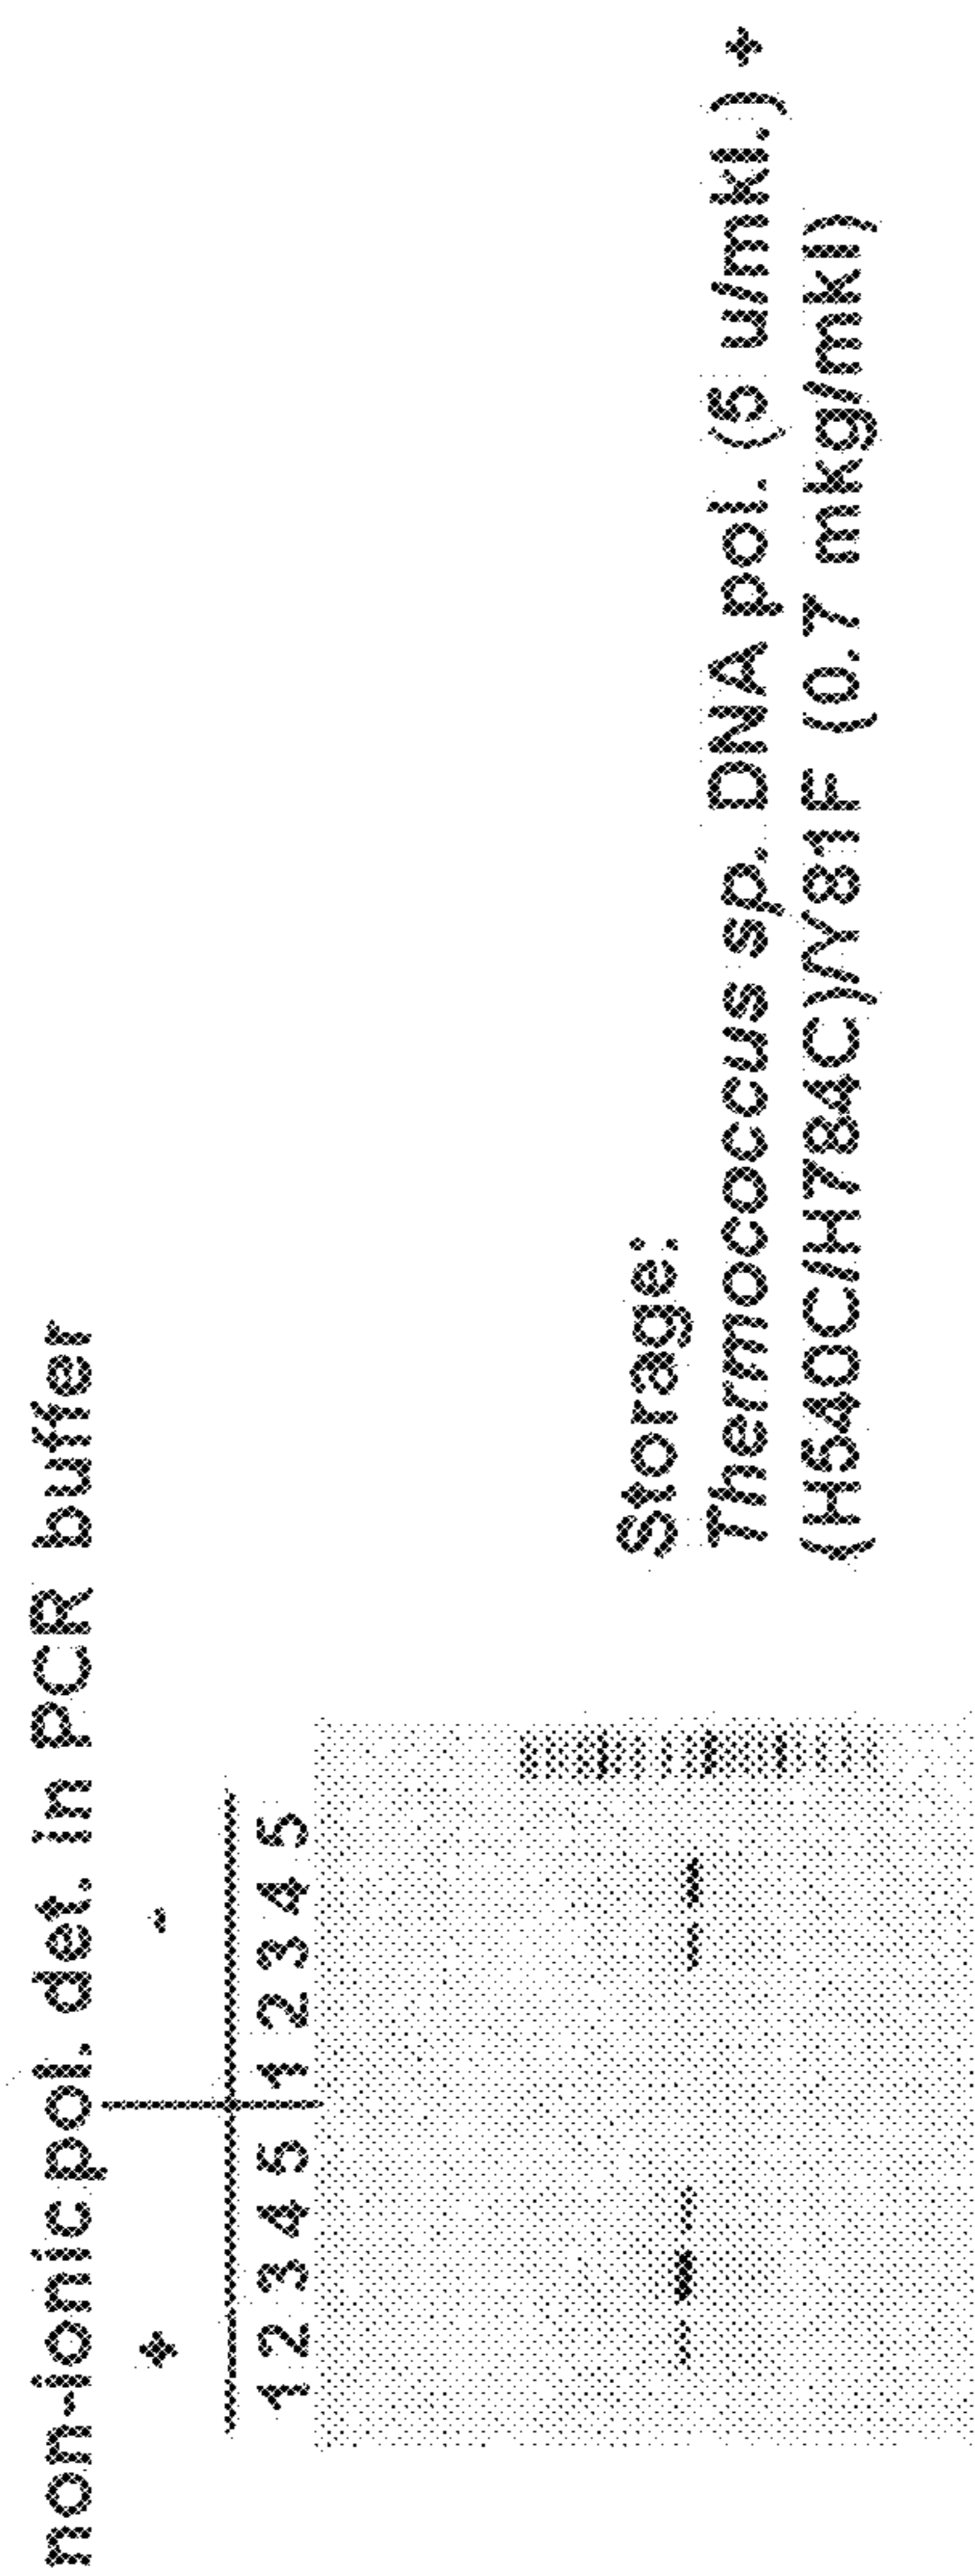 non-ionic pol. det. in PCR buffer
+ -
1 2 3 4 5 1 2 3 4 5
Storage:
Thermococcus sp. DNA pol. (5 u/mkl.) +
(H540C/H784C)/Y81F (0.7 mkg/mkl)